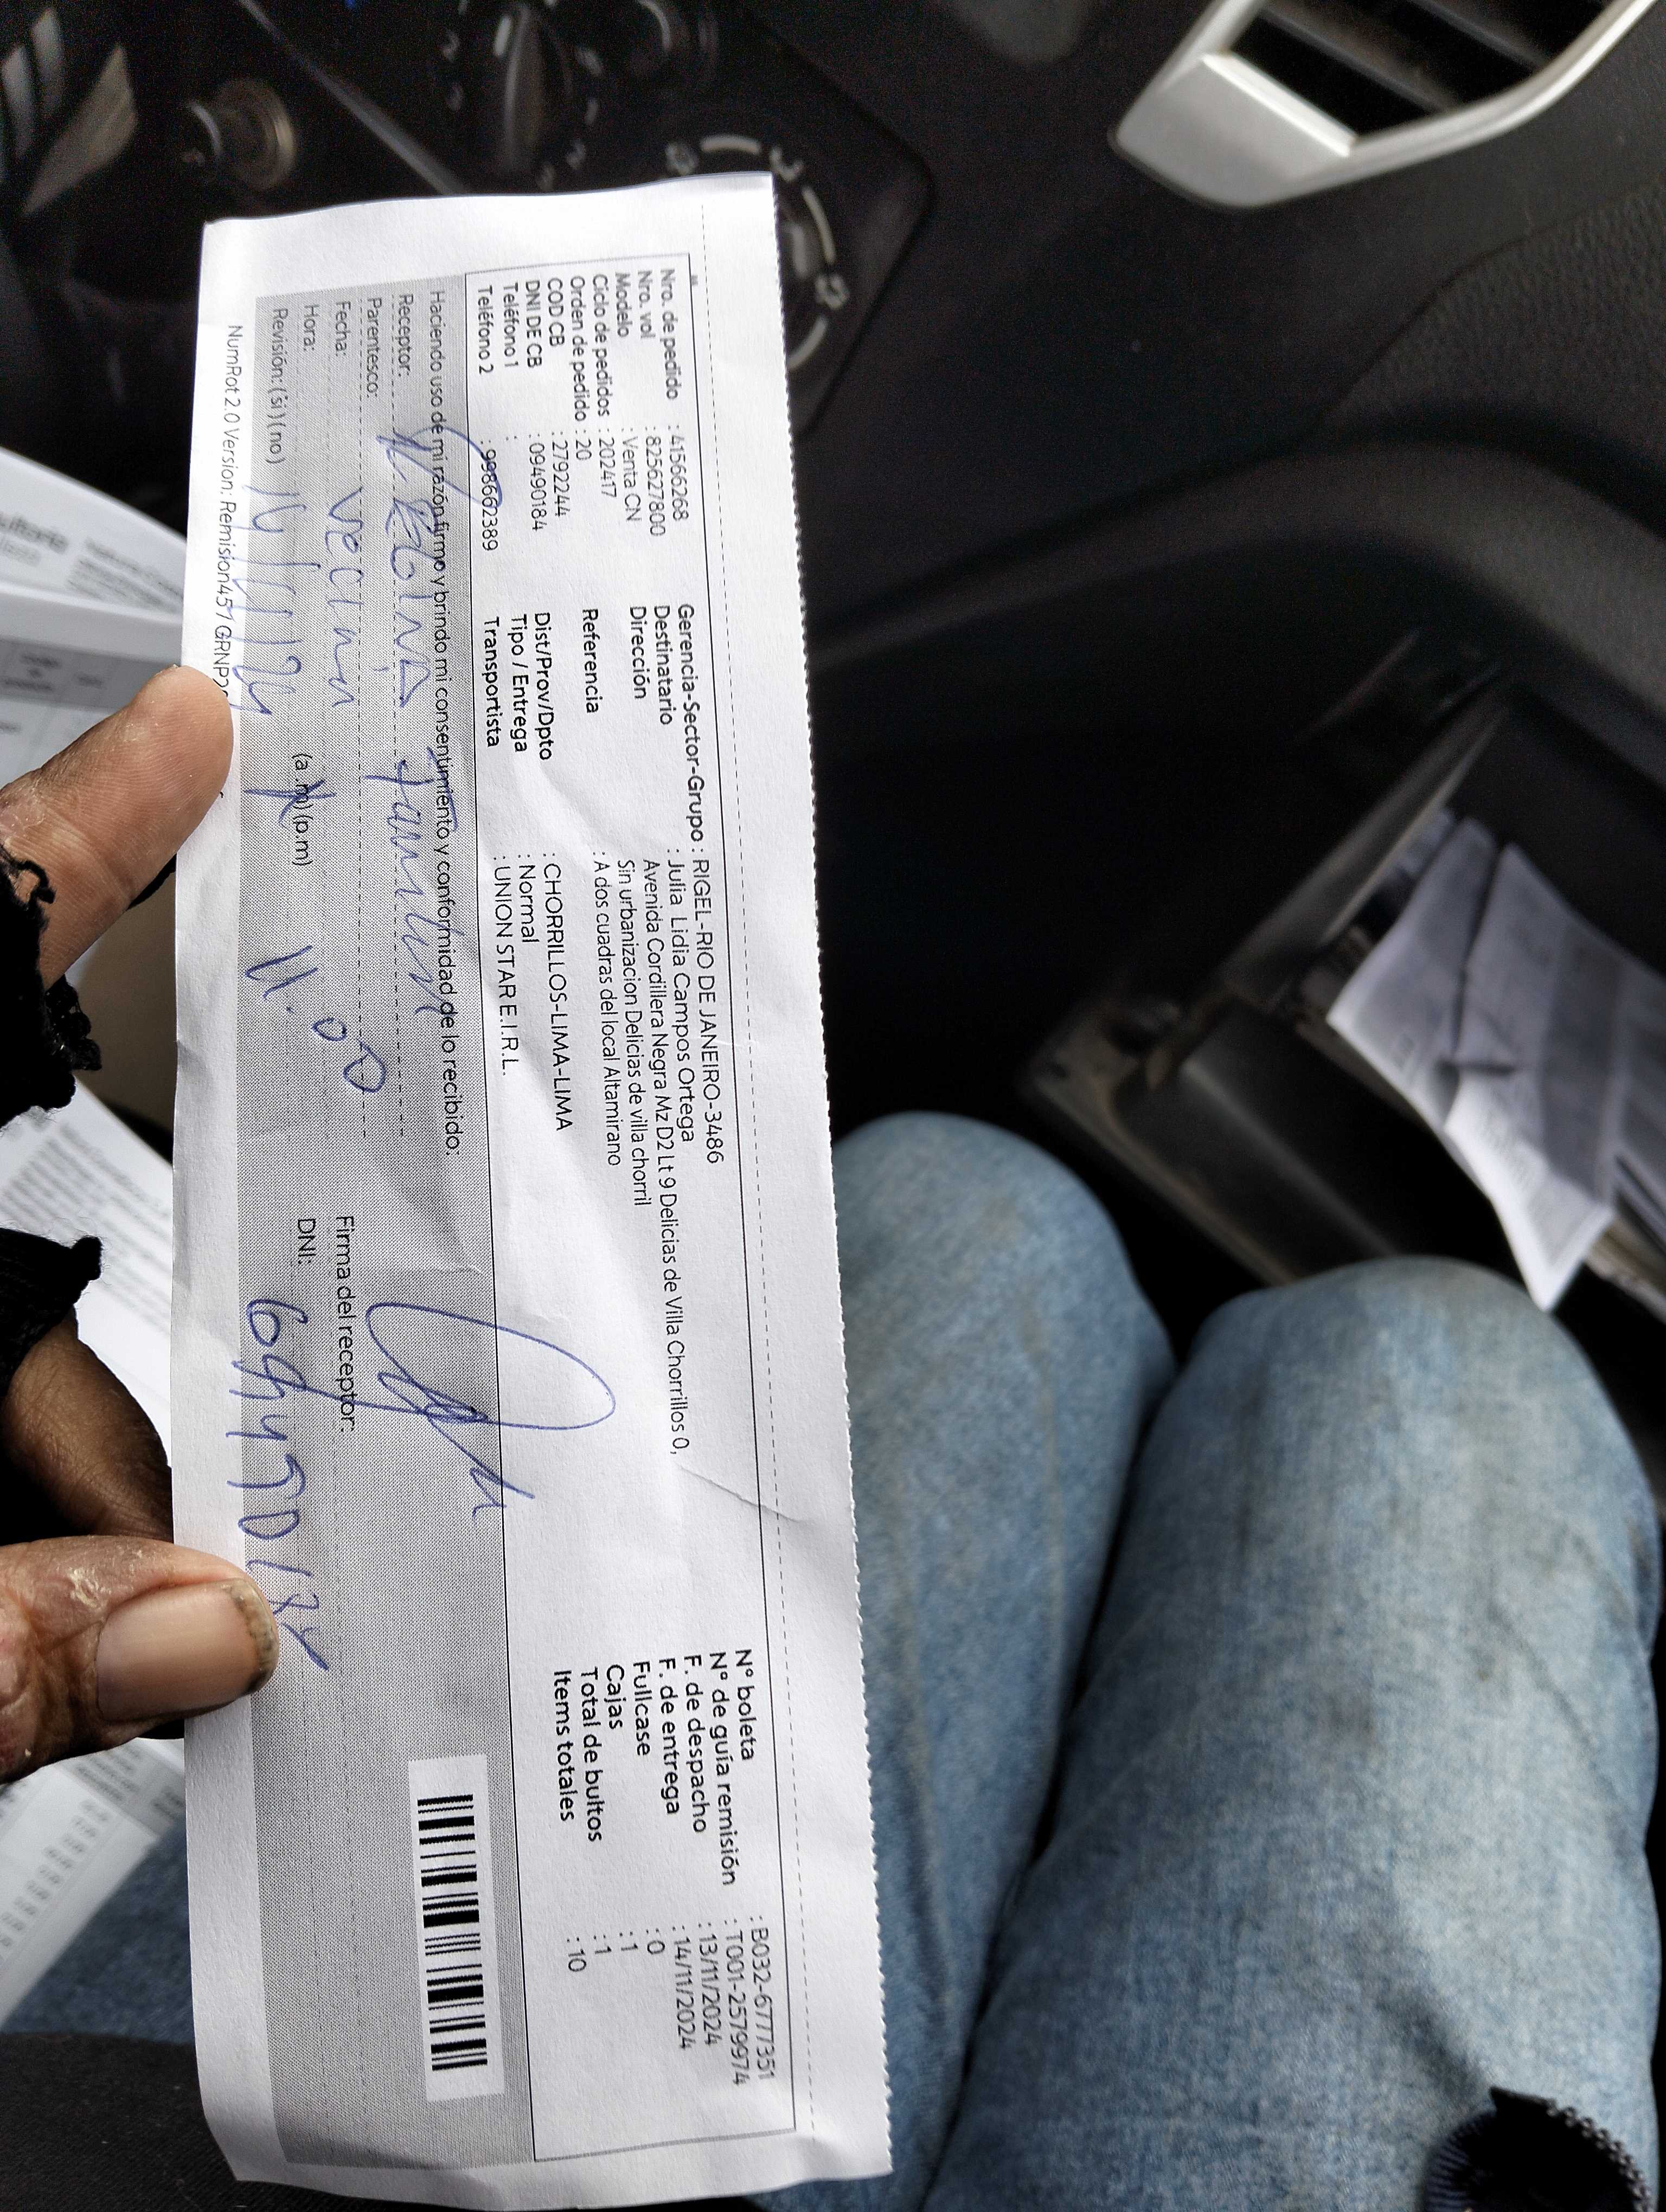 Nro. de pedido : 41566268
Nro. vol : 825627800
Modelo : Venta CN
Ciclo de pedidos : 202417
Orden de pedido : 20
COD CB : 2792244
DNI DE CB : 09490184
Teléfono 1 :
Teléfono 2 : 998662389
Gerencia-Sector-Grupo : RIGEL -RIO DE JANEIRO-3486
Destinatario : Julia Lidia Campos Ortega
Dirección Avenida Cordillera Negra Mz D2 Lt 9 Delicias de Villa Chorrillos 0,
Sin urbanizacion Delicias de villa chorril
Referencia : A dos cuadras del local Altamirano
Dist/Prov/Dpto : CHORRILLOS-LIMA-LIMA
Tipo / Entrega : Normal
Transportista : UNION STAR E.I.R.L.
N° boleta : B032-6777351
N° de guía remisión : T001-2579974
F. de despacho : 13/11/2024
F. de entrega : 14/11/2024
Fullcase : 0
Cajas : 1
Total de bultos : 1
Items totales : 10
Haciendo uso de mi razón firmo y brindo mi consentimiento y conformidad de lo recibido:
Receptor:
Parentesco: vecina
Fecha: 14/11/24
Hora: (a.m) (p.m) 11.00
Revisión: (si) (no)
Firma del receptor:
DNI:
NumRot 2.0 Version: Remision457 GRNP2